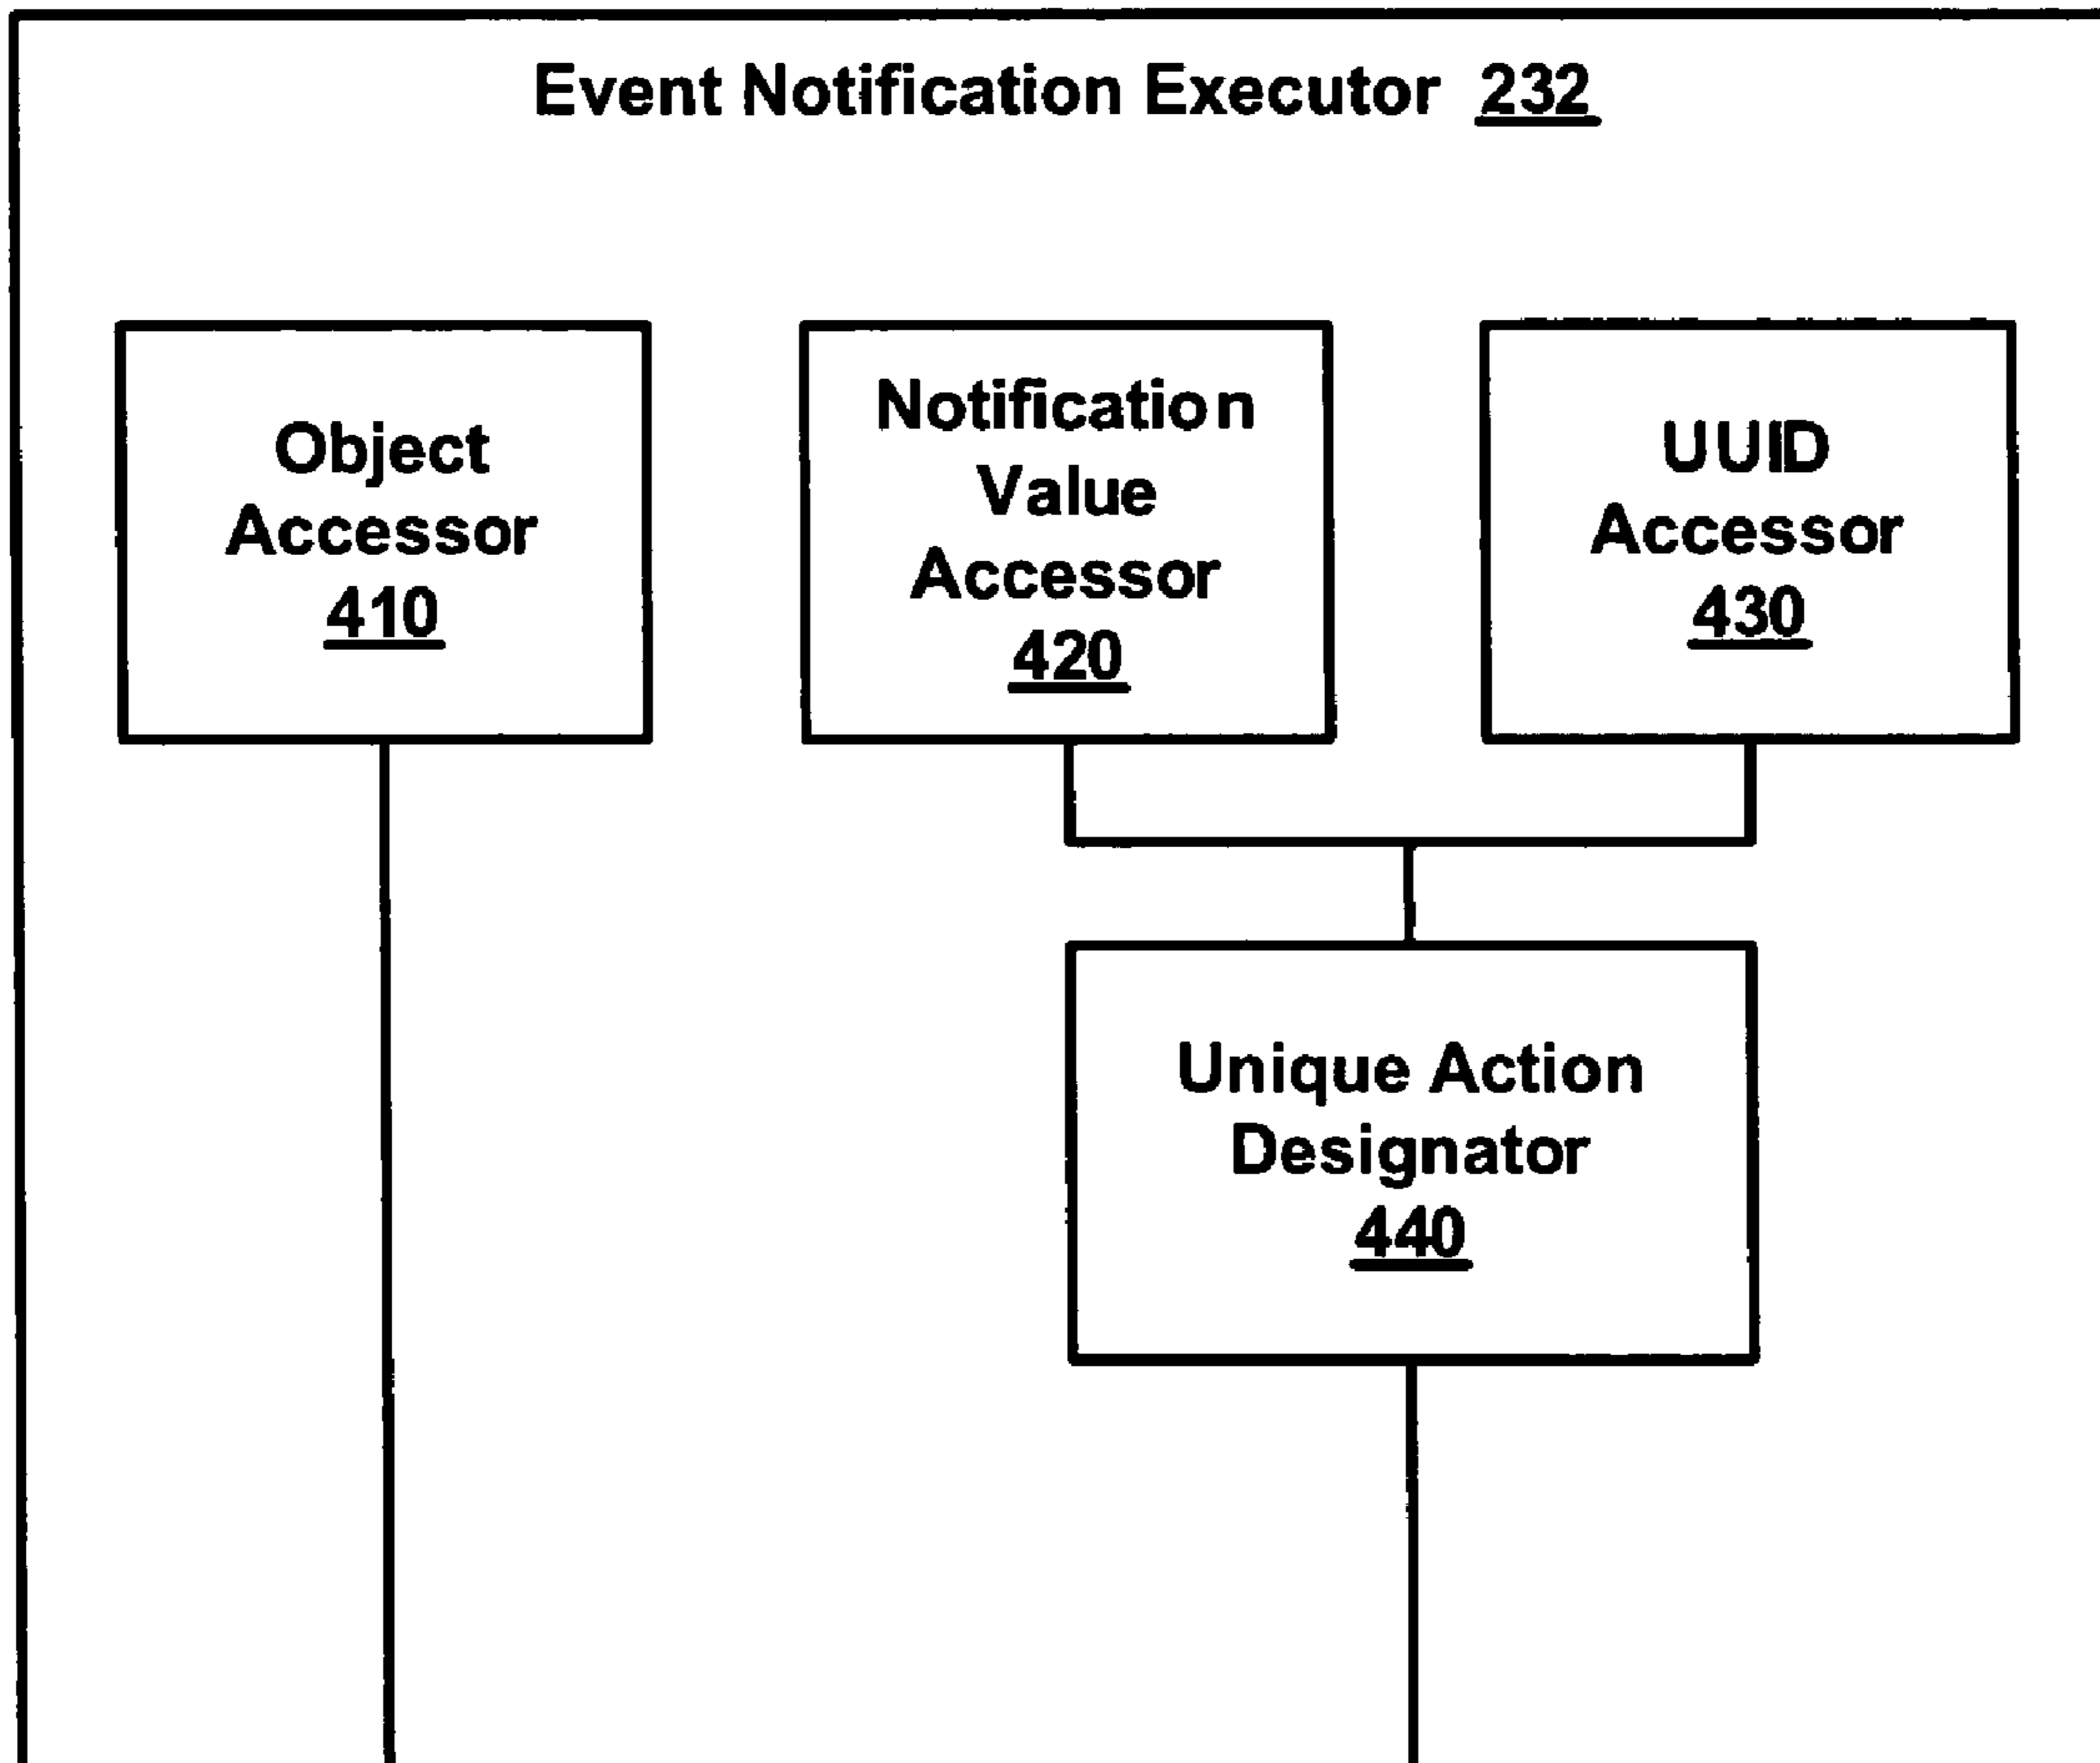 Event Notification Executor 232
Object
Accessor
410
Notification
Value
Accessor
420
UUID
Accessor
430
Unique Action
Designator
440